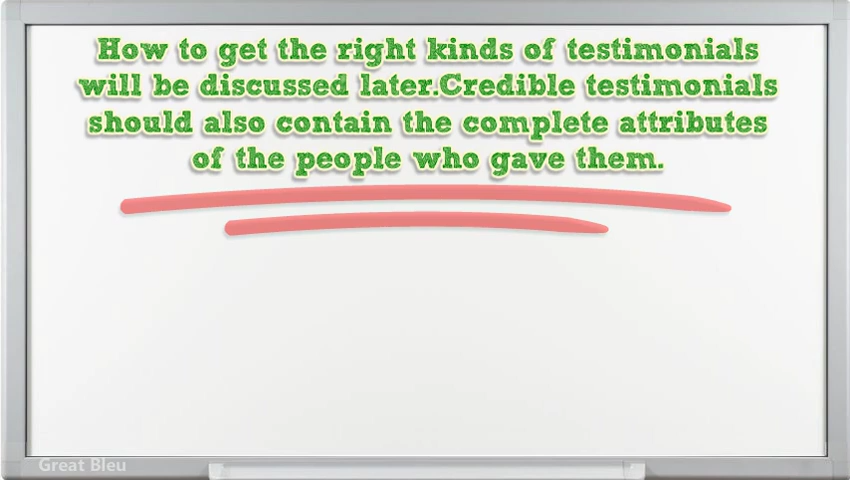 How to get the right kinds of testimonials
will be discussed later.Credible testimonials
should also contain the complete attributes
of the people who gave them.
Great Bleu